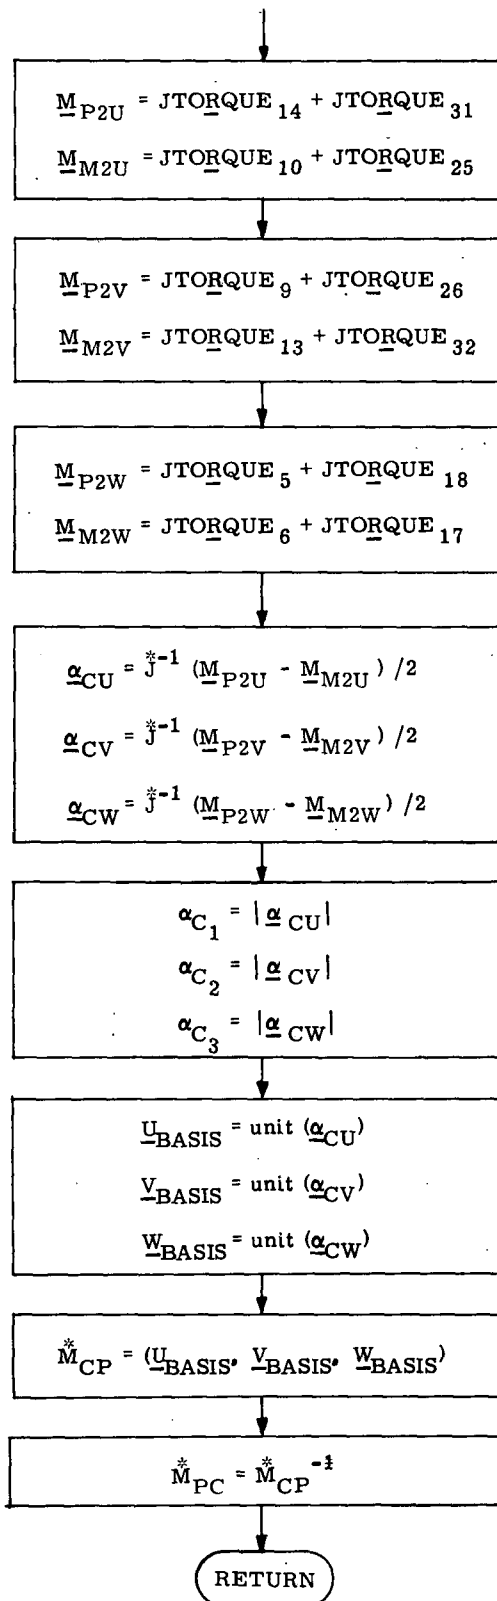 M_P2U = JTORQUE_14 + JTORQUE_31
M_M2U = JTORQUE_10 + JTORQUE_25
M_P2V = JTORQUE_9 + JTORQUE_26
M_M2V = JTORQUE_13 + JTORQUE_32
M_P2W = JTORQUE_5 + JTORQUE_18
M_M2W = JTORQUE_6 + JTORQUE_17
α_CU = J*^-1 (M_P2U - M_M2U) /2
α_CV = J*^-1 (M_P2V - M_M2V) /2
α_CW = J*^-1 (M_P2W - M_M2W) /2
α_C1 = |α_CU|
α_C2 = |α_CV|
α_C3 = |α_CW|
U_BASIS = unit (α_CU)
V_BASIS = unit (α_CV)
W_BASIS = unit (α_CW)
M*_CP = (U_BASIS, V_BASIS, W_BASIS)
M*_PC = M*_CP^-1
RETURN